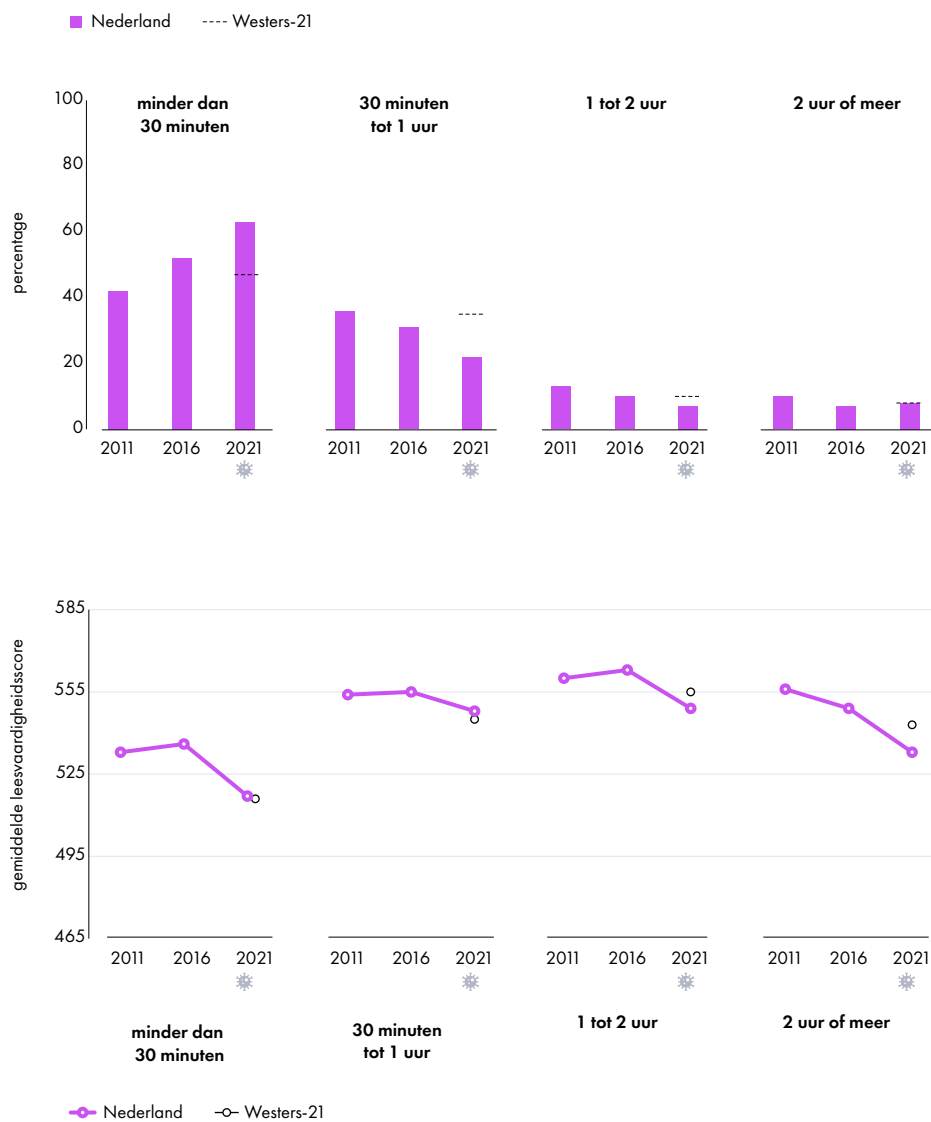 Nederland
Westers-21
minder dan
30 minuten
30 minuten
tot 1 uur
1 tot 2 uur
2 uur of meer
percentage
100
80
60
40
20
0
2011 2016 2021
2011 2016 2021
2011 2016 2021
2011 2016 2021
gemiddelde leesvaardigheidsscore
585
555
525
495
465
2011 2016 2021
2011 2016 2021
2011 2016 2021
2011 2016 2021
minder dan
30 minuten
30 minuten
tot 1 uur
1 tot 2 uur
2 uur of meer
Nederland
Westers-21